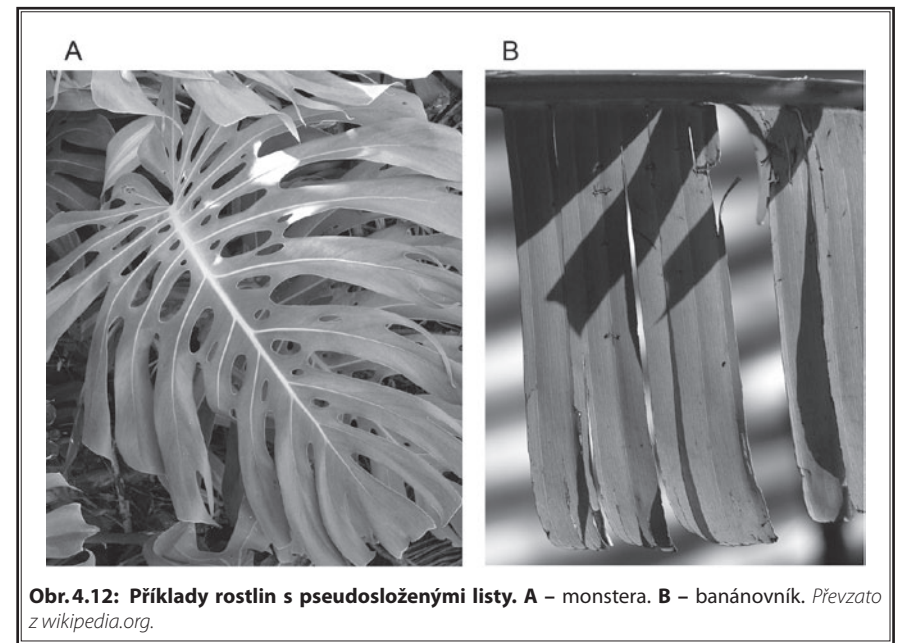 A
B
Obr. 4.12: Příklady rostlin s pseudosloženými listy. A – monstera. B – banánovník. Převzato
z wikipedia.org.